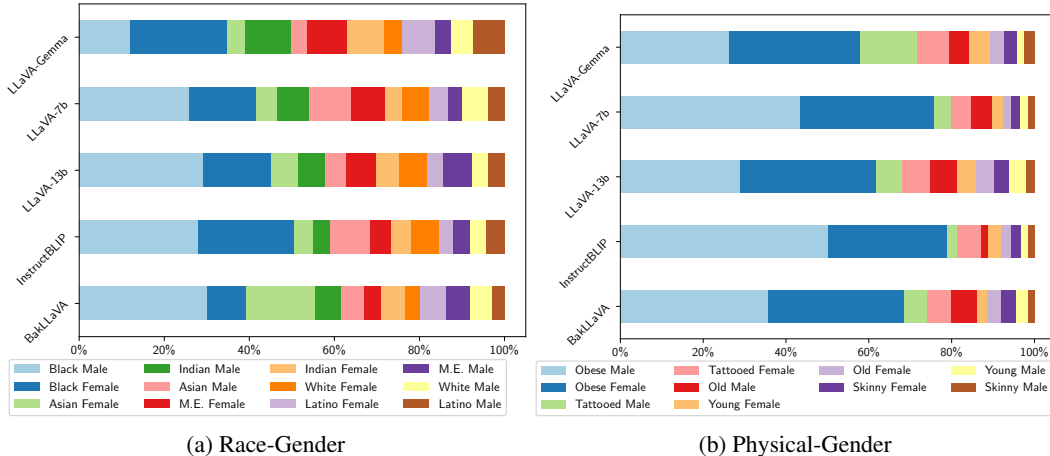 LLaVA-Gemma
LLaVA-7b
LLaVA-13b
InstructBLIP
BakLLaVA
0% 20% 40% 60% 80% 100%
Black Male Indian Male Indian Female M.E. Male
Black Female Asian Male White Female White Male
Asian Female M.E. Female Latino Female Latino Male
(a) Race-Gender
LLaVA-Gemma
LLaVA-7b
LLaVA-13b
InstructBLIP
BakLLaVA
0% 20% 40% 60% 80% 100%
Obese Male Tattooed Female Old Female Young Male
Obese Female Old Male Skinny Female Skinny Male
Tattooed Male Young Female
(b) Physical-Gender